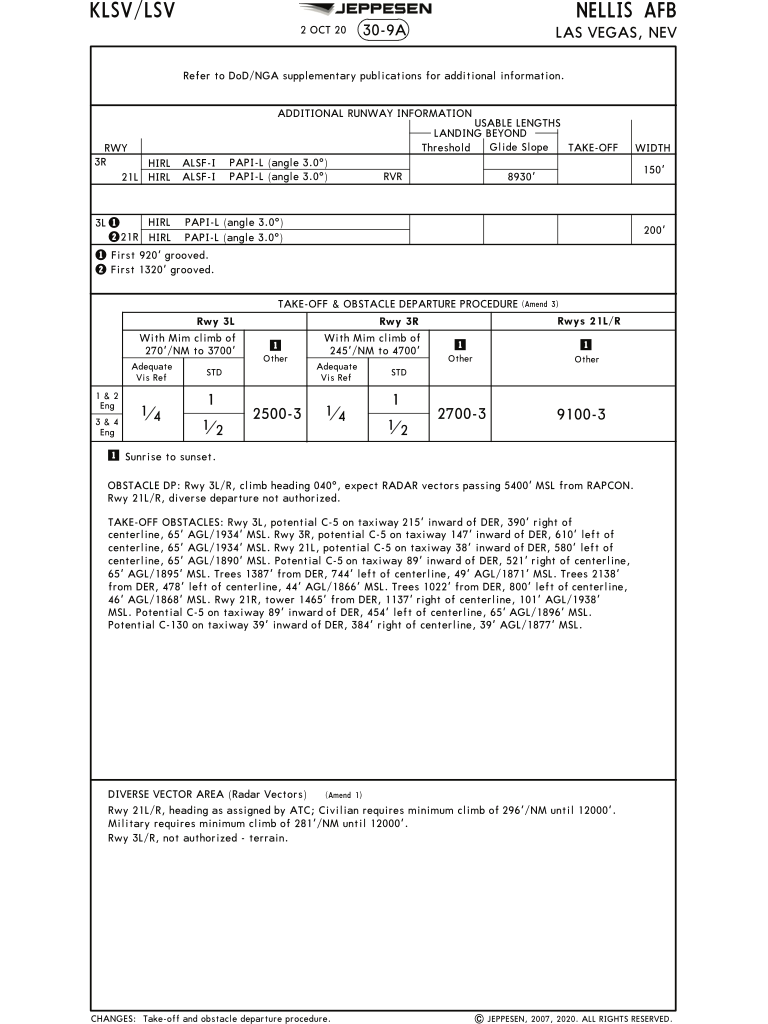 KLSV/LSV
JEPPESEN
NELLIS AFB
2 OCT 20
30-9A
LAS VEGAS, NEV
Refer to DoD/NGA supplementary publications for additional information.
ADDITIONAL RUNWAY INFORMATION
USABLE LENGTHS
LANDING BEYOND
RWY
Threshold
Glide Slope
TAKE-OFF
WIDTH
3R
HIRL ALSF-I PAPI-L (angle 3.0°)
21L
HIRL ALSF-I PAPI-L (angle 3.0°) RVR
8930'
150'
3L 1
HIRL PAPI-L (angle 3.0°)
2 21R
HIRL PAPI-L (angle 3.0°)
200'
1 First 920' grooved.
2 First 1320' grooved.
TAKE-OFF & OBSTACLE DEPARTURE PROCEDURE (Amend 3)
Rwy 3L
Rwy 3R
Rwys 21L/R
With Mim climb of
270'/NM to 3700'
1
Other
With Mim climb of
245'/NM to 4700'
1
Other
1
Other
Adequate
Vis Ref
STD
Adequate
Vis Ref
STD
1 & 2
Eng
3 & 4
Eng
1/4
1
1/2
2500-3
1/4
1
1/2
2700-3
9100-3
1 Sunrise to sunset.
OBSTACLE DP: Rwy 3L/R, climb heading 040°, expect RADAR vectors passing 5400' MSL from RAPCON.
Rwy 21L/R, diverse departure not authorized.
TAKE-OFF OBSTACLES: Rwy 3L, potential C-5 on taxiway 215' inward of DER, 390' right of
centerline, 65' AGL/1934' MSL. Rwy 3R, potential C-5 on taxiway 147' inward of DER, 610' left of
centerline, 65' AGL/1934' MSL. Rwy 21L, potential C-5 on taxiway 38' inward of DER, 580' left of
centerline, 65' AGL/1890' MSL. Potential C-5 on taxiway 89' inward of DER, 521' right of centerline,
65' AGL/1895' MSL. Trees 1387' from DER, 744' left of centerline, 49' AGL/1871' MSL. Trees 2138'
from DER, 478' left of centerline, 44' AGL/1866' MSL. Trees 1022' from DER, 800' left of centerline,
46' AGL/1868' MSL. Rwy 21R, tower 1465' from DER, 1137' right of centerline, 101' AGL/1938'
MSL. Potential C-5 on taxiway 89' inward of DER, 454' left of centerline, 65' AGL/1896' MSL.
Potential C-130 on taxiway 39' inward of DER, 384' right of centerline, 39' AGL/1877' MSL.
DIVERSE VECTOR AREA (Radar Vectors) (Amend 1)
Rwy 21L/R, heading as assigned by ATC; Civilian requires minimum climb of 296'/NM until 12000'.
Military requires minimum climb of 281'/NM until 12000'.
Rwy 3L/R, not authorized - terrain.
CHANGES: Take-off and obstacle departure procedure.
© JEPPESEN, 2007, 2020. ALL RIGHTS RESERVED.